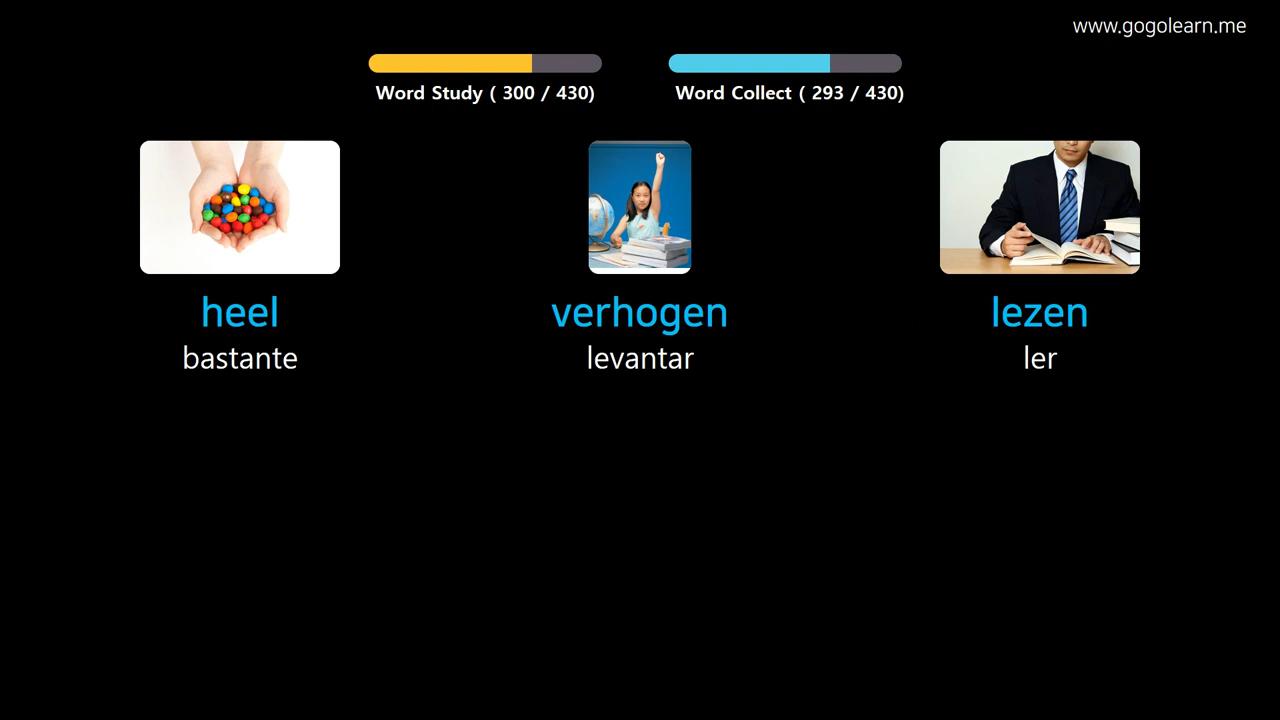 www.gogolearn.me
Word Study ( 300 / 430)
Word Collect ( 293 / 430)
heel
verhogen
lezen
bastante
levantar
ler